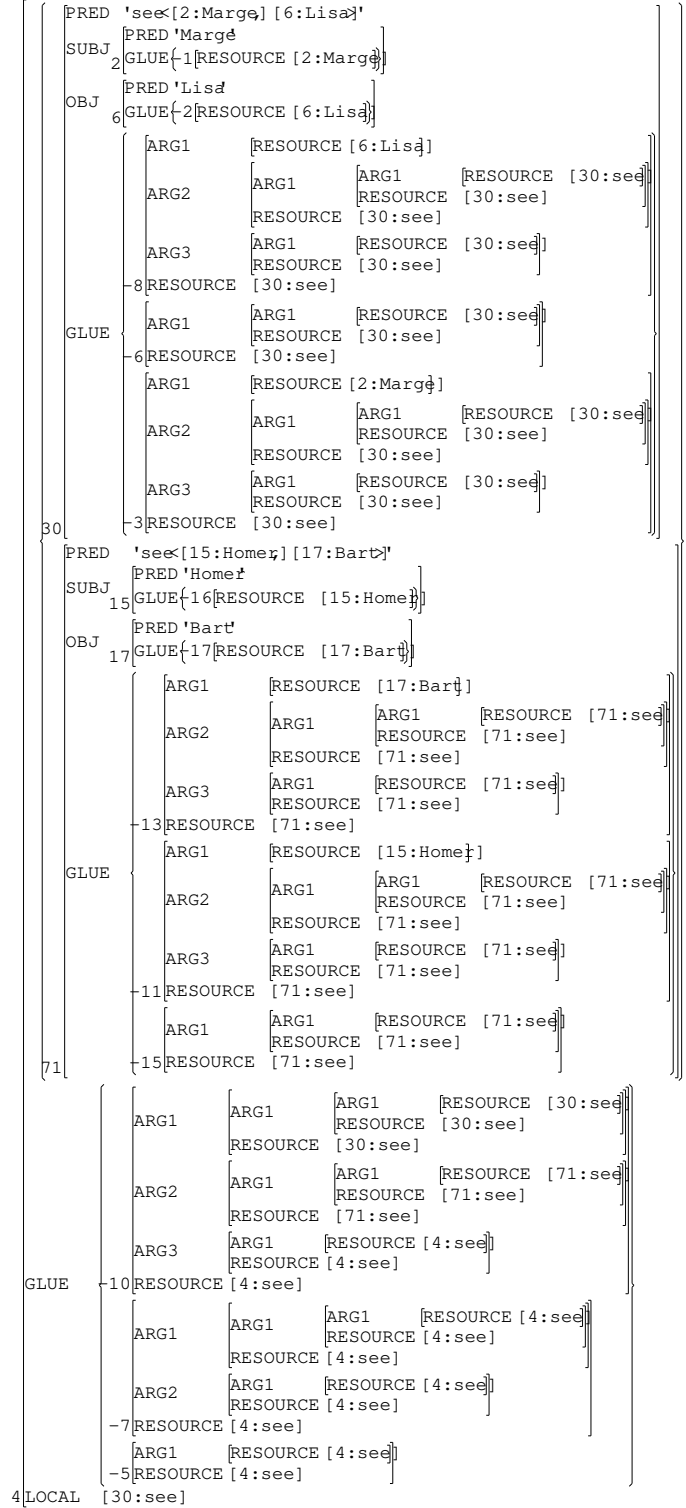 PRED 'see<[2:Marge], [6:Lisa]>'
PRED 'Marge'
SUBJ
2 GLUE {-1[RESOURCE [2:Marge]]}
PRED 'Lisa'
OBJ
6 GLUE {-2[RESOURCE [6:Lisa]]}
ARG1 [RESOURCE [6:Lisa]]
ARG1 [RESOURCE [30:see]]
ARG1
ARG2 RESOURCE [30:see]
RESOURCE [30:see]
ARG1 [RESOURCE [30:see]]
ARG3
RESOURCE [30:see]
-8 RESOURCE [30:see]
ARG1 [RESOURCE [30:see]]
ARG1
GLUE RESOURCE [30:see]
-6 RESOURCE [30:see]
ARG1 [RESOURCE [2:Marge]]
ARG1 [RESOURCE [30:see]]
ARG1
ARG2 RESOURCE [30:see]
RESOURCE [30:see]
ARG1 [RESOURCE [30:see]]
ARG3
RESOURCE [30:see]
30 -3 RESOURCE [30:see]
PRED 'see<[15:Homer], [17:Bart]>'
PRED 'Homer'
SUBJ
15 GLUE {-16[RESOURCE [15:Homer]]}
PRED 'Bart'
OBJ
17 GLUE {-17[RESOURCE [17:Bart]]}
ARG1 [RESOURCE [17:Bart]]
ARG1 [RESOURCE [71:see]]
ARG1
ARG2 RESOURCE [71:see]
RESOURCE [71:see]
ARG1 [RESOURCE [71:see]]
ARG3
RESOURCE [71:see]
-13 RESOURCE [71:see]
ARG1 [RESOURCE [15:Homer]]
GLUE
ARG1 [RESOURCE [71:see]]
ARG1
ARG2 RESOURCE [71:see]
RESOURCE [71:see]
ARG1 [RESOURCE [71:see]]
ARG3
RESOURCE [71:see]
-11 RESOURCE [71:see]
ARG1 [RESOURCE [71:see]]
ARG1
RESOURCE [71:see]
71 -15 RESOURCE [71:see]
ARG1 [RESOURCE [30:see]]
ARG1
ARG1 RESOURCE [30:see]
RESOURCE [30:see]
ARG1 [RESOURCE [71:see]]
ARG1
ARG2 RESOURCE [71:see]
RESOURCE [71:see]
ARG1 [RESOURCE [4:see]]
ARG3
RESOURCE [4:see]
GLUE -10 RESOURCE [4:see]
ARG1 [RESOURCE [4:see]]
ARG1
ARG1 RESOURCE [4:see]
RESOURCE [4:see]
ARG1 [RESOURCE [4:see]]
ARG2
RESOURCE [4:see]
-7 RESOURCE [4:see]
ARG1 [RESOURCE [4:see]]
-5 RESOURCE [4:see]
4 LOCAL [30:see]